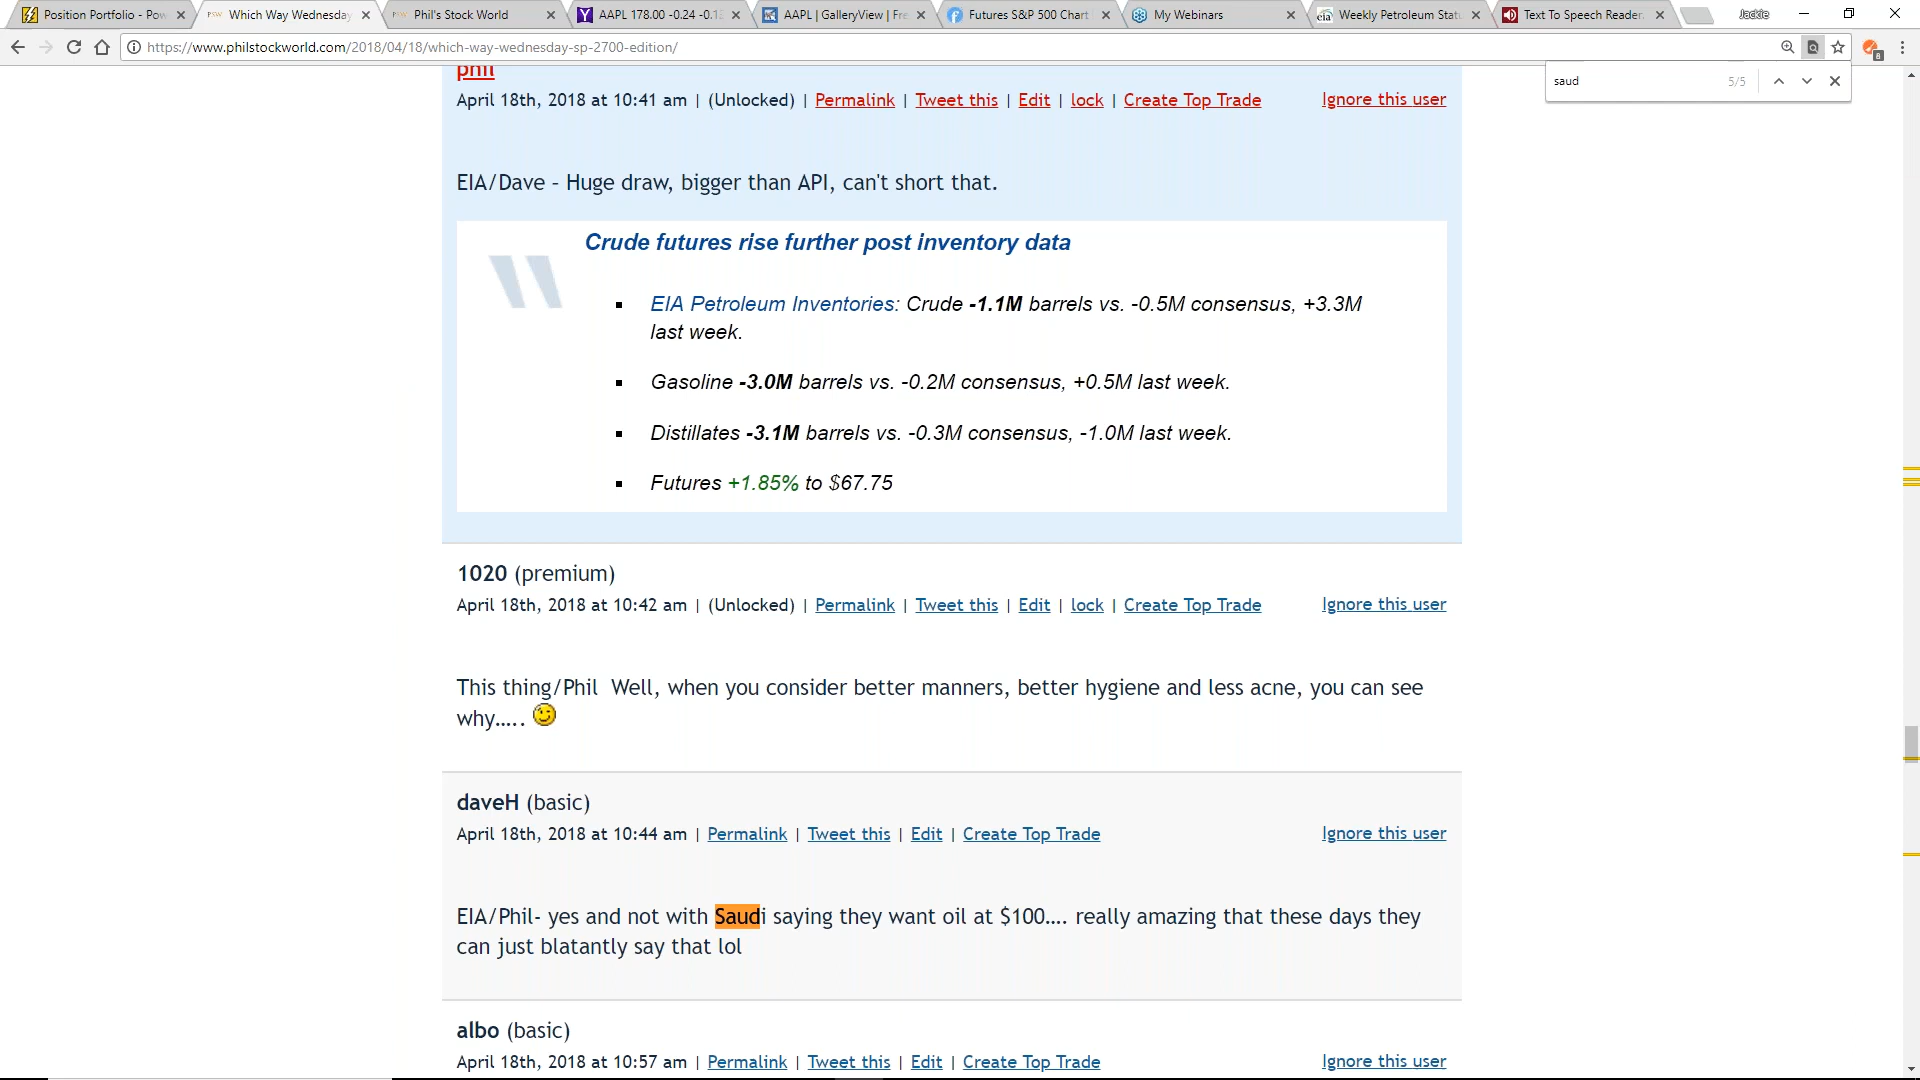 Position Portfolio - Pow
Which Way Wednesday
Phil's Stock World
AAPL 178.00 -0.24 -0.1
AAPL | GalleryView | Fre
Futures S&P 500 Chart
My Webinars
Weekly Petroleum Statu
Text To Speech Reader
Jackie
https://www.philstockworld.com/2018/04/18/which-way-wednesday-sp-2700-edition/
8
saud 5/5
phil
April 18th, 2018 at 10:41 am | (Unlocked) | Permalink | Tweet this | Edit | lock | Create Top Trade Ignore this user
EIA/Dave – Huge draw, bigger than API, can't short that.
Crude futures rise further post inventory data
▪ EIA Petroleum Inventories: Crude -1.1M barrels vs. -0.5M consensus, +3.3M
last week.
▪ Gasoline -3.0M barrels vs. -0.2M consensus, +0.5M last week.
▪ Distillates -3.1M barrels vs. -0.3M consensus, -1.0M last week.
▪ Futures +1.85% to $67.75
1020 (premium)
April 18th, 2018 at 10:42 am | (Unlocked) | Permalink | Tweet this | Edit | lock | Create Top Trade Ignore this user
This thing/Phil Well, when you consider better manners, better hygiene and less acne, you can see
why…..
daveH (basic)
April 18th, 2018 at 10:44 am | Permalink | Tweet this | Edit | Create Top Trade Ignore this user
EIA/Phil- yes and not with Saudi saying they want oil at $100…. really amazing that these days they
can just blatantly say that lol
albo (basic)
April 18th, 2018 at 10:57 am | Permalink | Tweet this | Edit | Create Top Trade Ignore this user